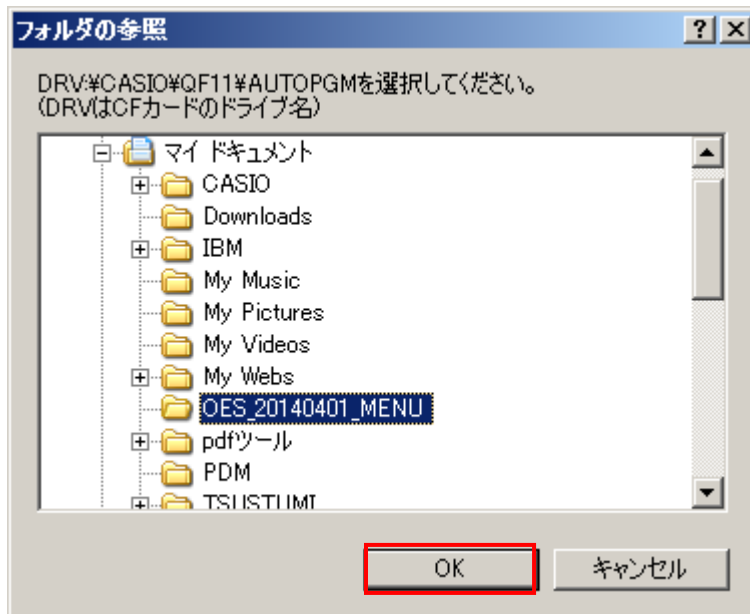 フォルダの参照
DRV:¥CASIO¥QF11¥AUTOPGMを選択してください。
(DRVはCFカードのドライブ名)
マイ ドキュメント
CASIO
Downloads
IBM
My Music
My Pictures
My Videos
My Webs
OES_20140401_MENU
pdfツール
PDM
TSUSTUMI
OK
キャンセル